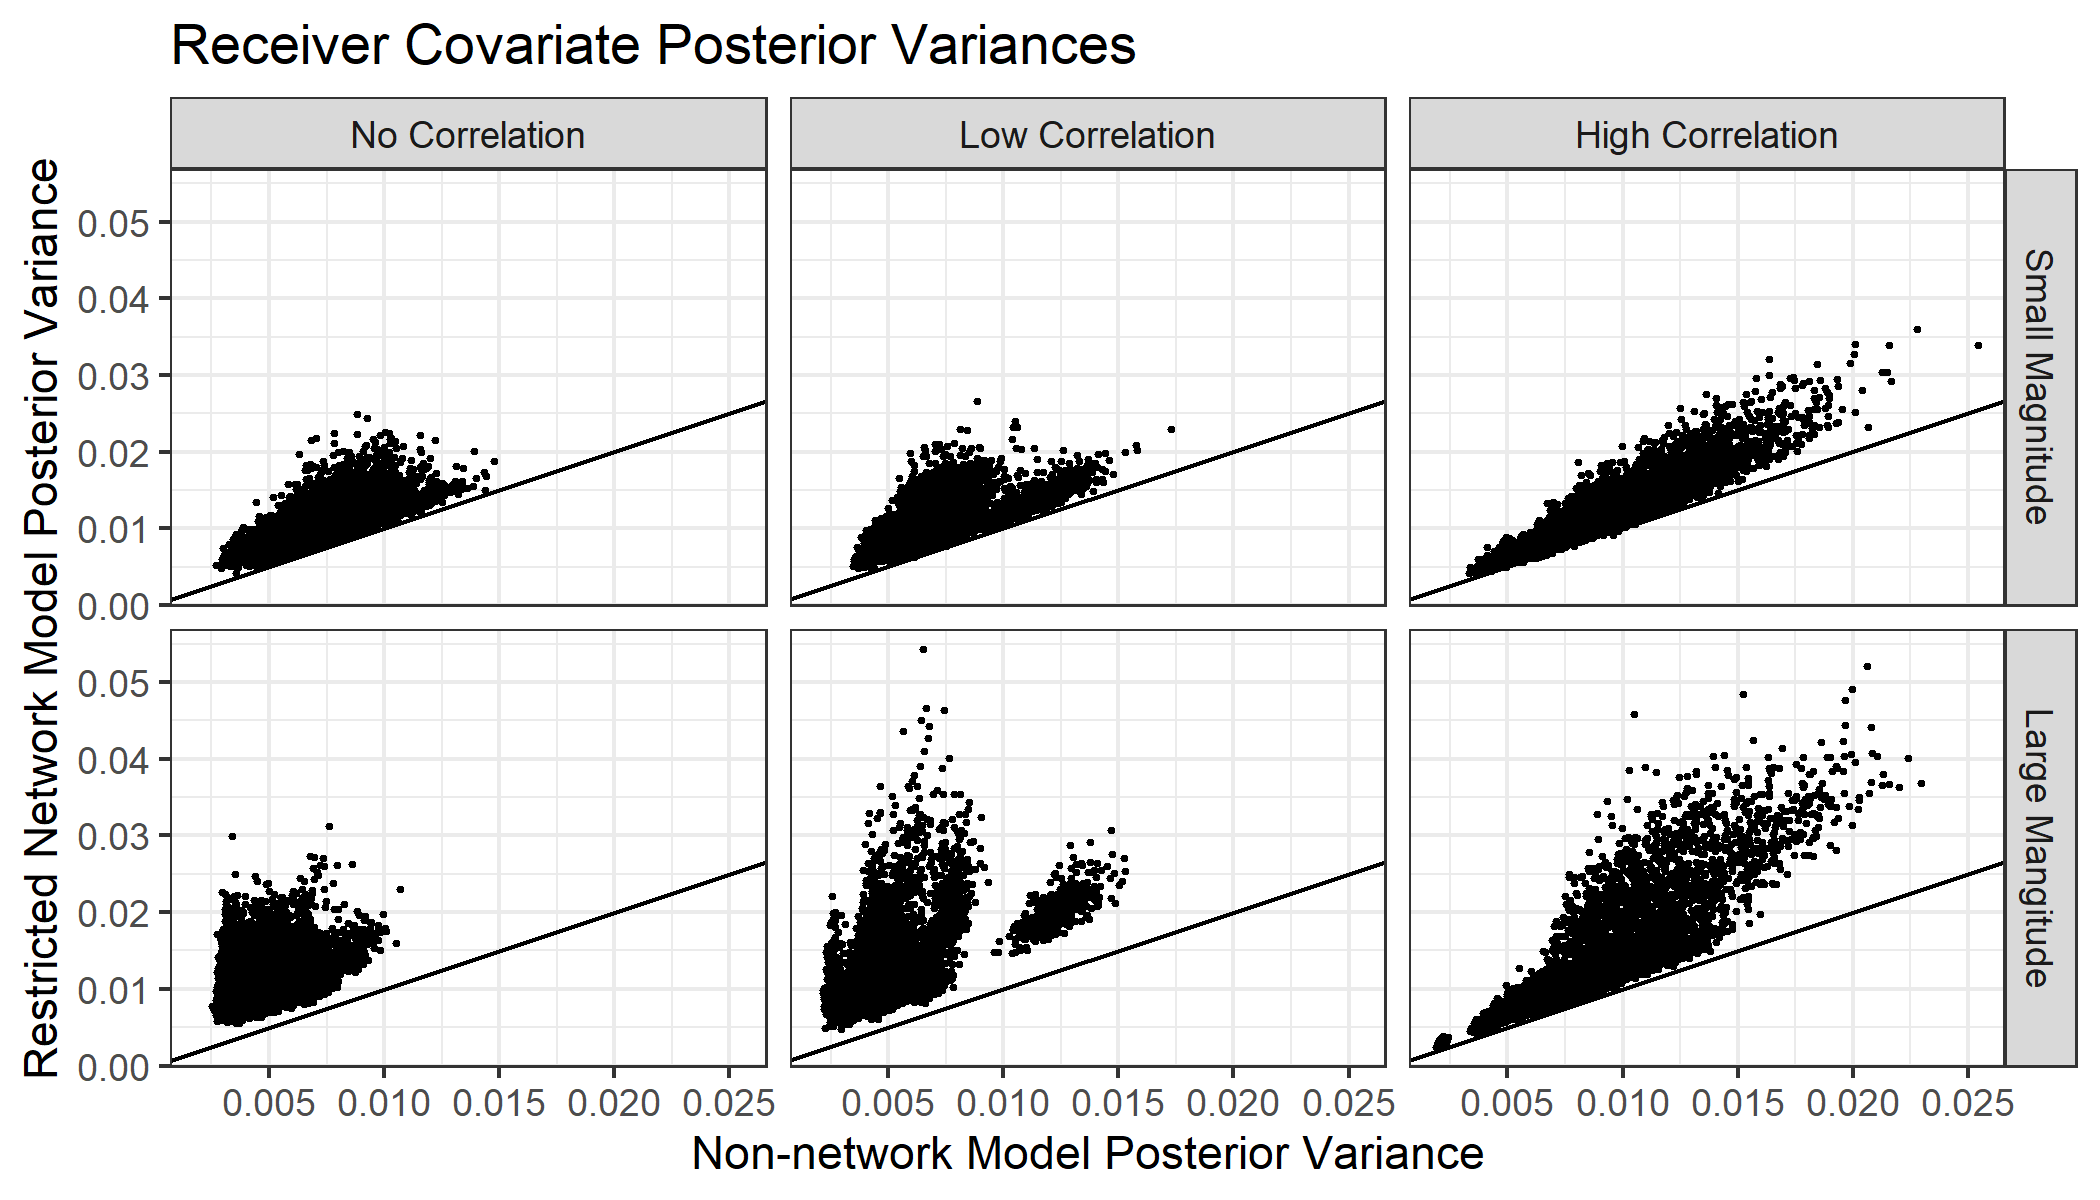 Receiver Covariate Posterior Variances
No Correlation
Low Correlation
High Correlation
Restricted Network Model Posterior Variance
0.05
0.04
0.03
0.02
0.01
0.00
Small Magnitude
0.05
0.04
0.03
0.02
0.01
0.00
Large Mangitude
0.005 0.010 0.015 0.020 0.025
0.005 0.010 0.015 0.020 0.025
0.005 0.010 0.015 0.020 0.025
Non-network Model Posterior Variance